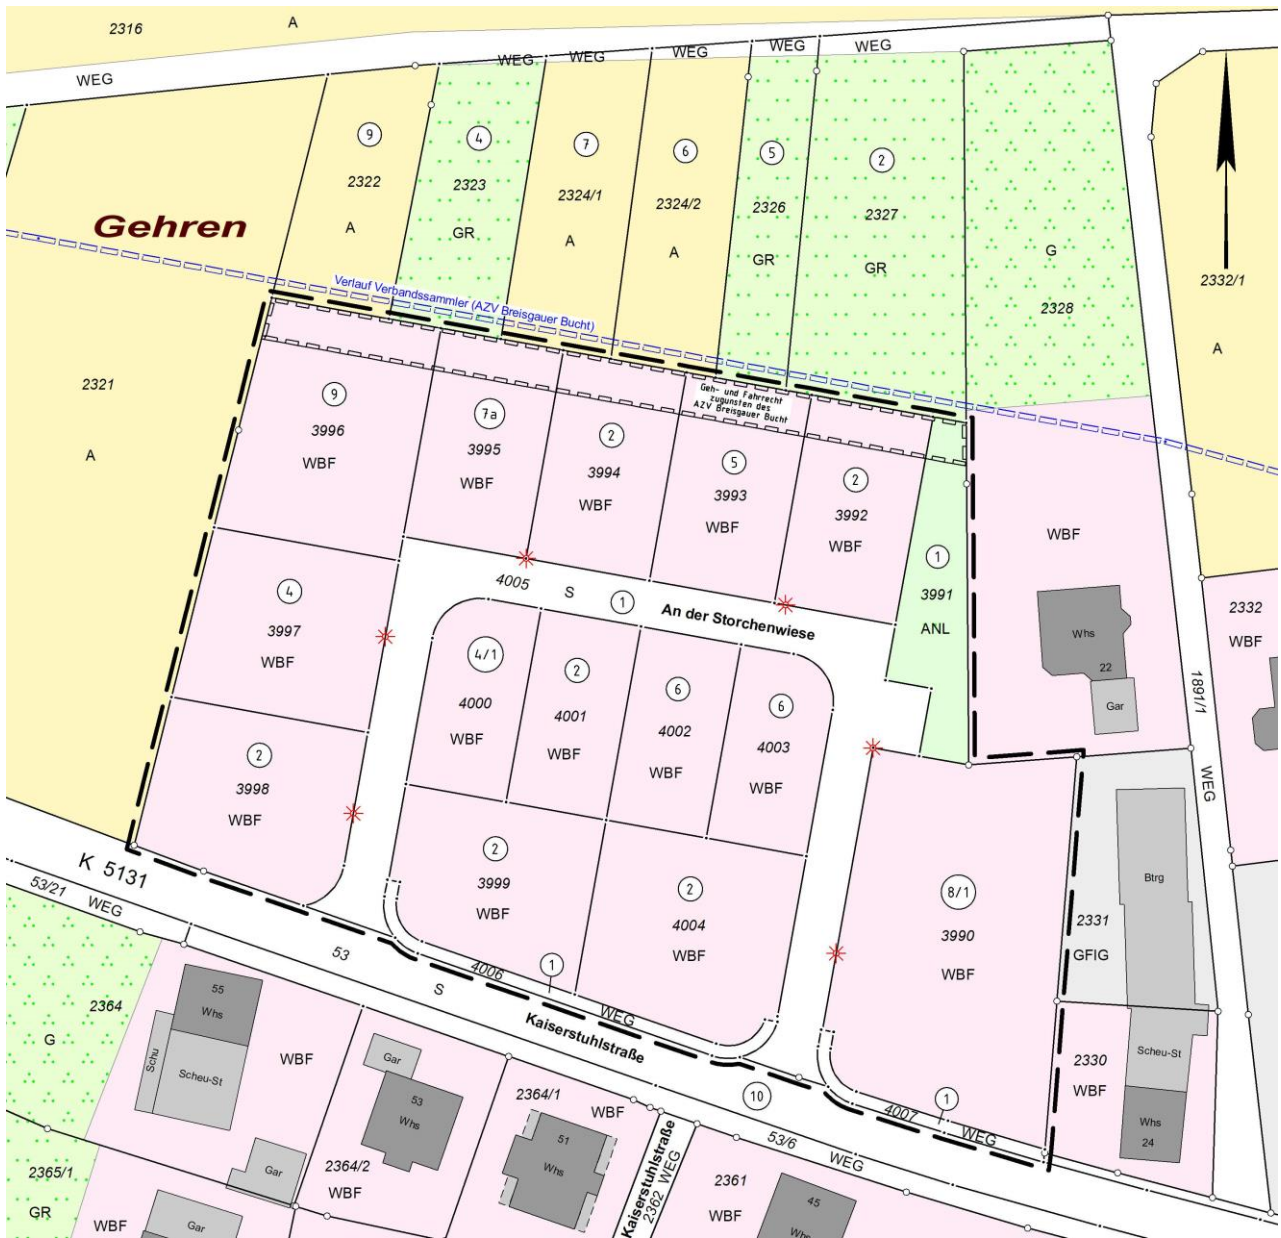 2316
A
WEG
WEG
WEG
WEG
WEG
WEG
9
2322
A
4
2323
GR
7
2324/1
A
6
2324/2
A
5
2326
GR
2
2327
GR
G
2328
2332/1
A
Gehren
Verlauf Verbandssammler (AZV Breisgauer Bucht)
2321
A
Geh- und Fahrrecht
zugunsten des
AZV Breisgauer Bucht
9
3996
WBF
7a
3995
WBF
2
3994
WBF
5
3993
WBF
2
3992
WBF
1
3991
ANL
WBF
Whs
22
Gar
2332
WBF
1891/1
WEG
4005
S
1
An der Storchenwiese
4
3997
WBF
4/1
4000
WBF
2
4001
WBF
6
4002
WBF
6
4003
WBF
2
3998
WBF
2
3999
WBF
2
4004
WBF
8/1
3990
WBF
2331
GFIG
Btrg
K 5131
53/21
WEG
53
S
4006
1
WEG
Kaiserstuhlstraße
10
4007
1
WEG
2330
WBF
Scheu-St
Whs
24
2364
G
55
Whs
Schu
Scheu-St
WBF
Gar
53
Whs
2364/1
WBF
51
Whs
Gar
2364/2
WBF
2365/1
GR
WBF
Gar
Kaiserstuhlstraße
2362 WEG
53/6
WEG
2361
WBF
45
Whs